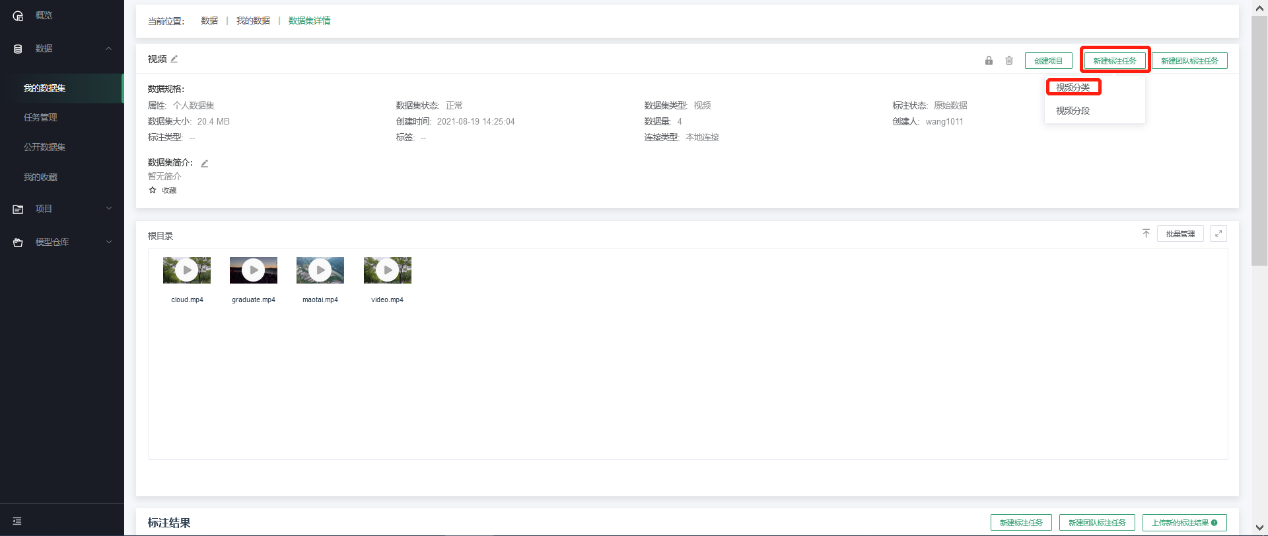 概览
数据
我的数据集
任务管理
公开数据集
我的收藏
项目
模型仓库
当前位置： 数据 | 我的数据 | 数据集详情
视频
创建项目 新建标注任务 新建团队标注任务
视频分类
视频分段
数据规格：
属性: 个人数据集 数据集状态: 正常 数据集类型: 视频 标注状态: 原始数据
数据集大小: 20.4 MB 创建时间: 2021-08-19 14:25:04 数据量: 4 创建人: wang1011
标注类型: -- 标签: -- 连接类型: 本地连接
数据集简介：
暂无简介
收藏
根目录
批量管理
cloud.mp4 graduate.mp4 maotai.mp4 video.mp4
标注结果
新建标注任务 新建团队标注任务 上传新的标注结果